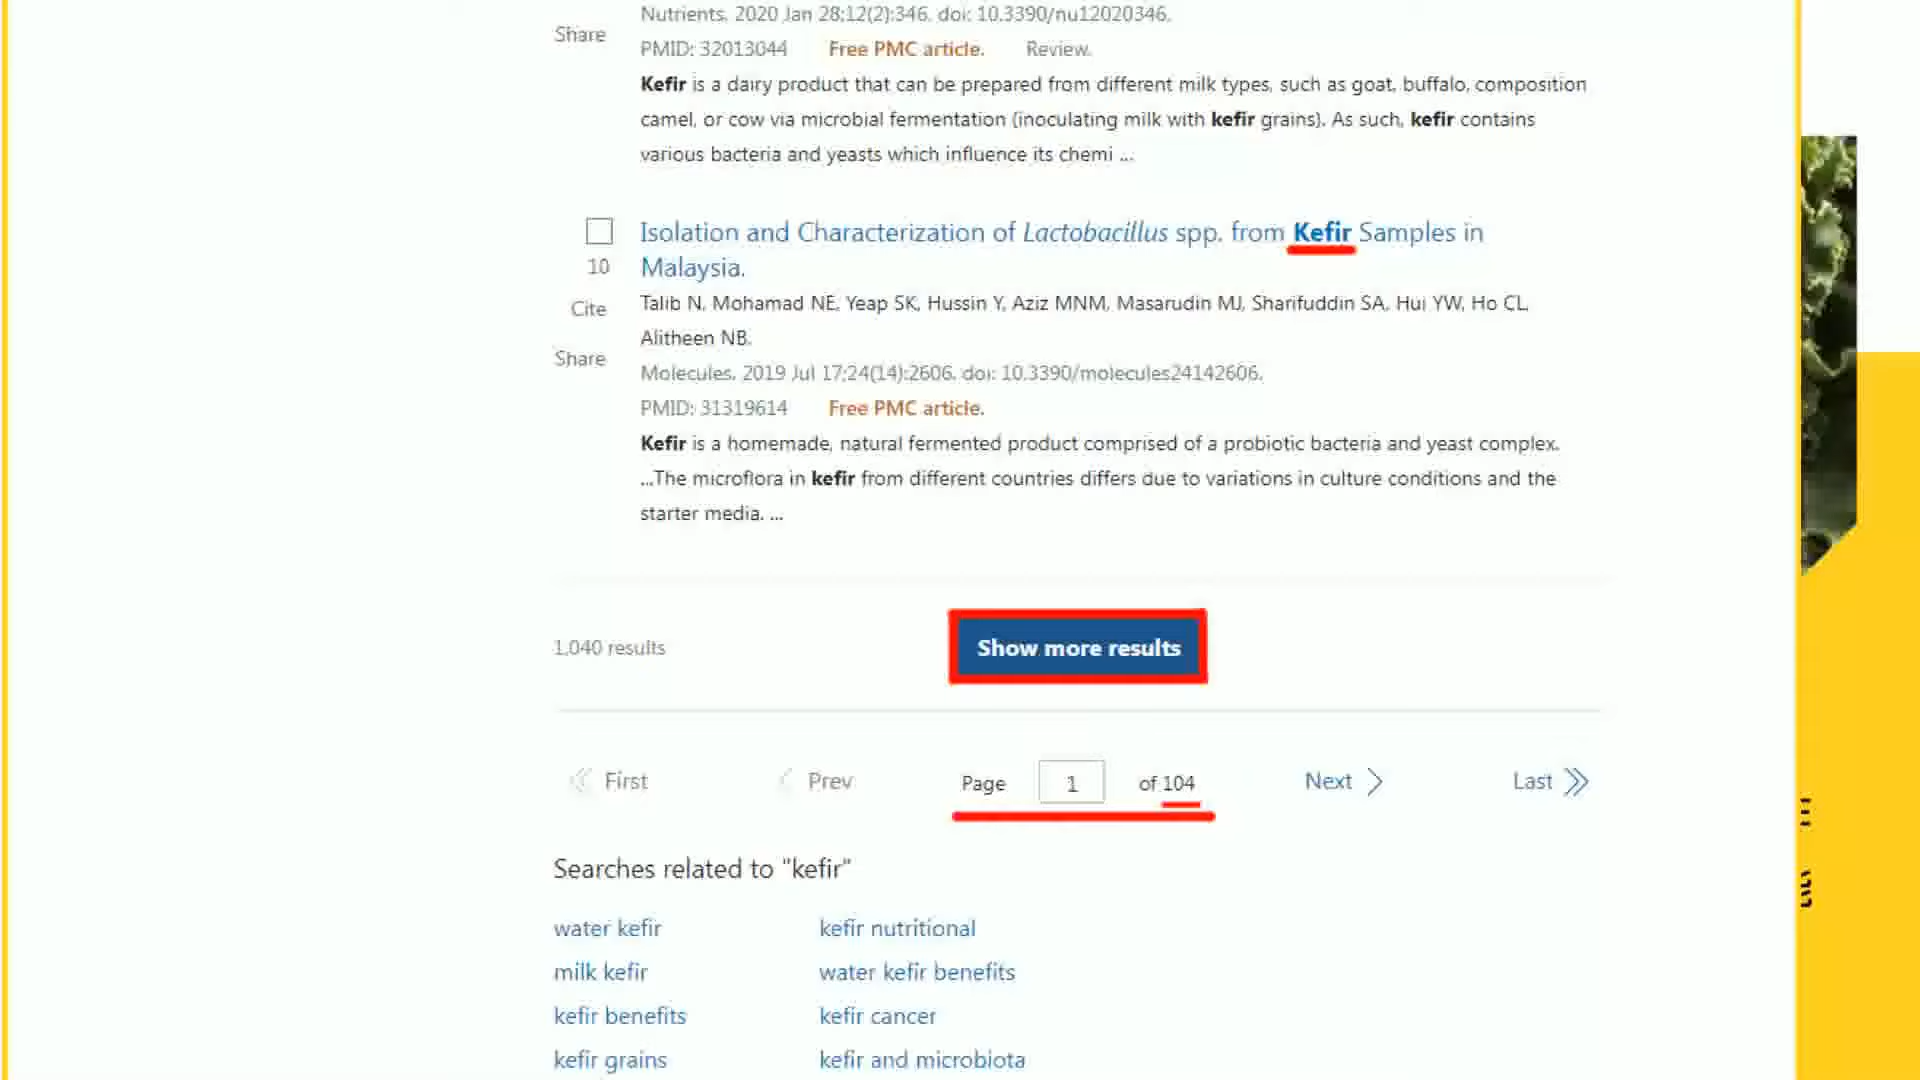 Nutrients. 2020 Jan 28;12(2):346. doi: 10.3390/nu12020346.
Share
PMID: 32013044 Free PMC article. Review.
Kefir is a dairy product that can be prepared from different milk types, such as goat, buffalo, composition
camel, or cow via microbial fermentation (inoculating milk with kefir grains). As such, kefir contains
various bacteria and yeasts which influence its chemi ...
Isolation and Characterization of Lactobacillus spp. from Kefir Samples in
10 Malaysia.
Cite Talib N, Mohamad NE, Yeap SK, Hussin Y, Aziz MNM, Masarudin MJ, Sharifuddin SA, Hui YW, Ho CL,
Alitheen NB.
Share
Molecules. 2019 Jul 17;24(14):2606. doi: 10.3390/molecules24142606.
PMID: 31319614 Free PMC article.
Kefir is a homemade, natural fermented product comprised of a probiotic bacteria and yeast complex.
...The microflora in kefir from different countries differs due to variations in culture conditions and the
starter media. ...
1,040 results Show more results
First Prev Page 1 of 104 Next Last
Searches related to "kefir"
water kefir kefir nutritional
milk kefir water kefir benefits
kefir benefits kefir cancer
kefir grains kefir and microbiota